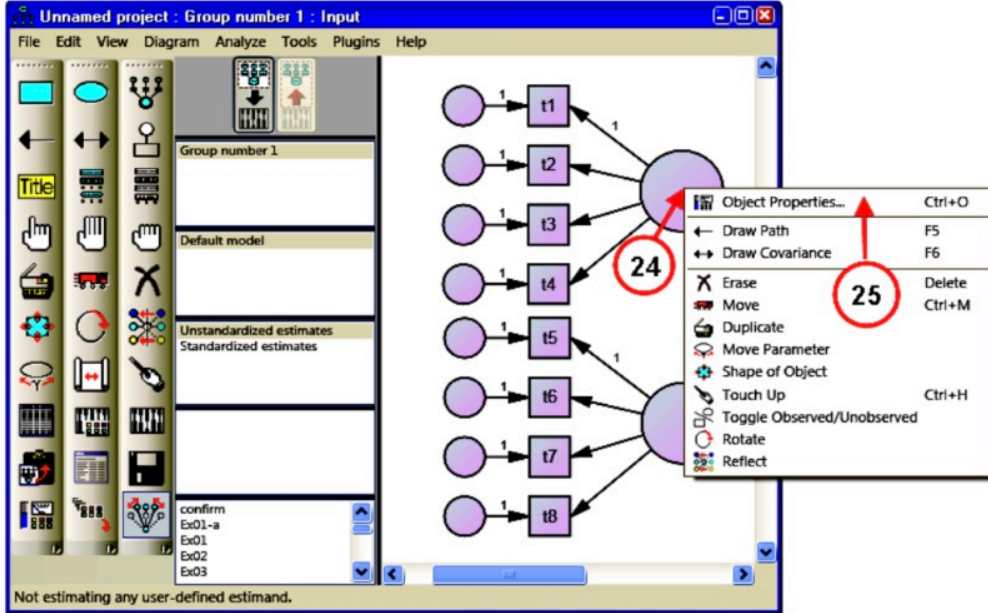 Unnamed project : Group number 1 : Input
File Edit View Diagram Analyze Tools Plugins Help
Title
Group number 1
Default model
Unstandardized estimates
Standardized estimates
confirm
Ex01-a
Ex01
Ex02
Ex03
1 t1 1
1 t2
1 t3
1 t4
1 t5 1
1 t6
1 t7
1 t8
24
25
Object Properties... Ctrl+O
Draw Path F5
Draw Covariance F6
Erase Delete
Move Ctrl+M
Duplicate
Move Parameter
Shape of Object
Touch Up Ctrl+H
Toggle Observed/Unobserved
Rotate
Reflect
Not estimating any user-defined estimand.